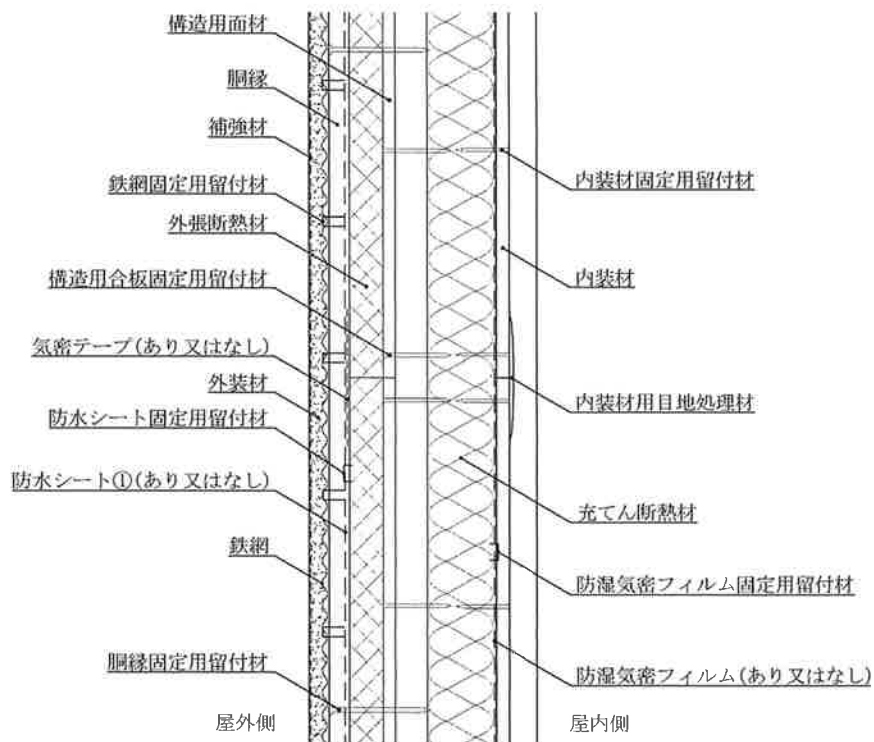 構造用面材
胴縁
補強材
鉄網固定用留付材
外張断熱材
構造用合板固定用留付材
気密テープ(あり又はなし)
外装材
防水シート固定用留付材
防水シート①(あり又はなし)
鉄網
胴縁固定用留付材
屋外側
内装材固定用留付材
内装材
内装材用目地処理材
充てん断熱材
防湿気密フィルム固定用留付材
防湿気密フィルム(あり又はなし)
屋内側